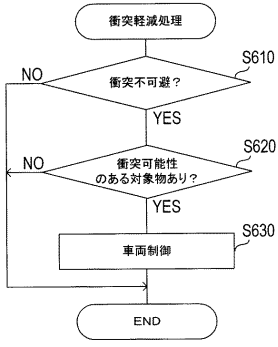 衝突軽減処理
S610
衝突不可避？
NO
YES
S620
衝突可能性
のある対象物あり？
NO
YES
S630
車両制御
END